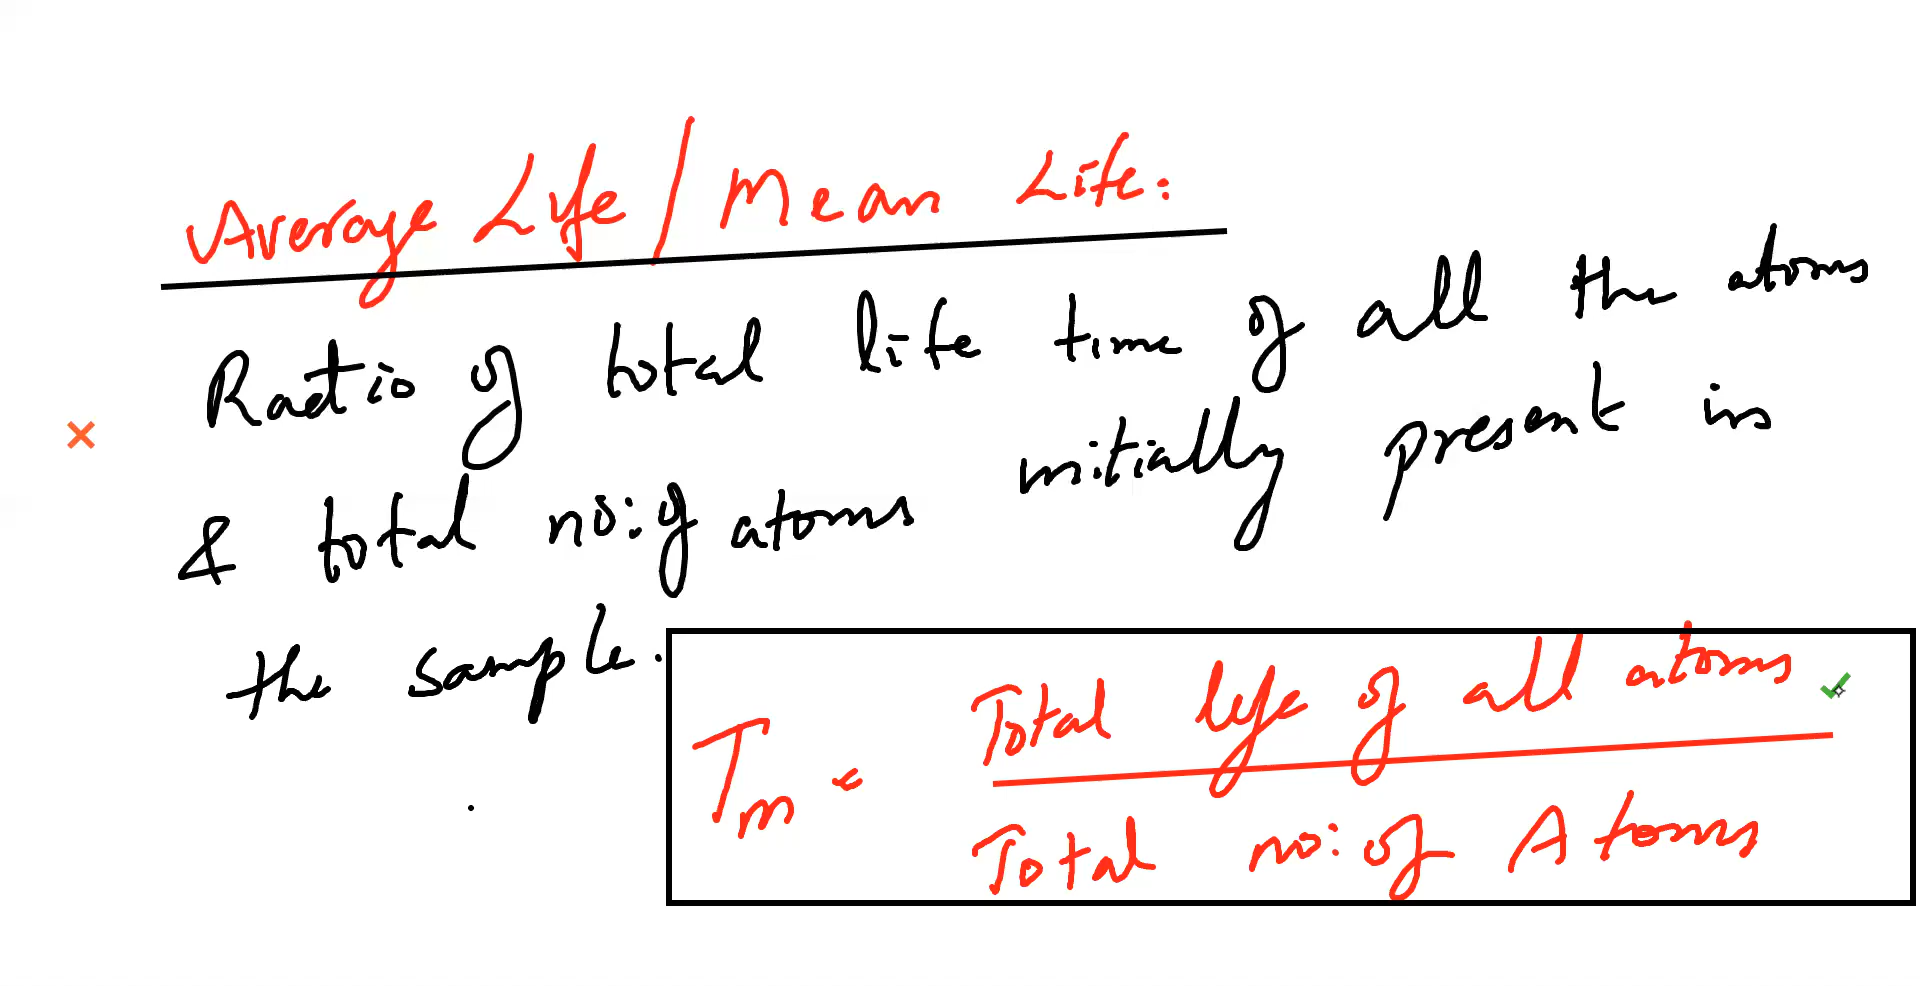 Average Life / Mean Life:
Ratio of total life time of all the atoms
& total no: of atoms initially present in
the sample.
Tm = Total life of all atoms
Total no: of Atoms